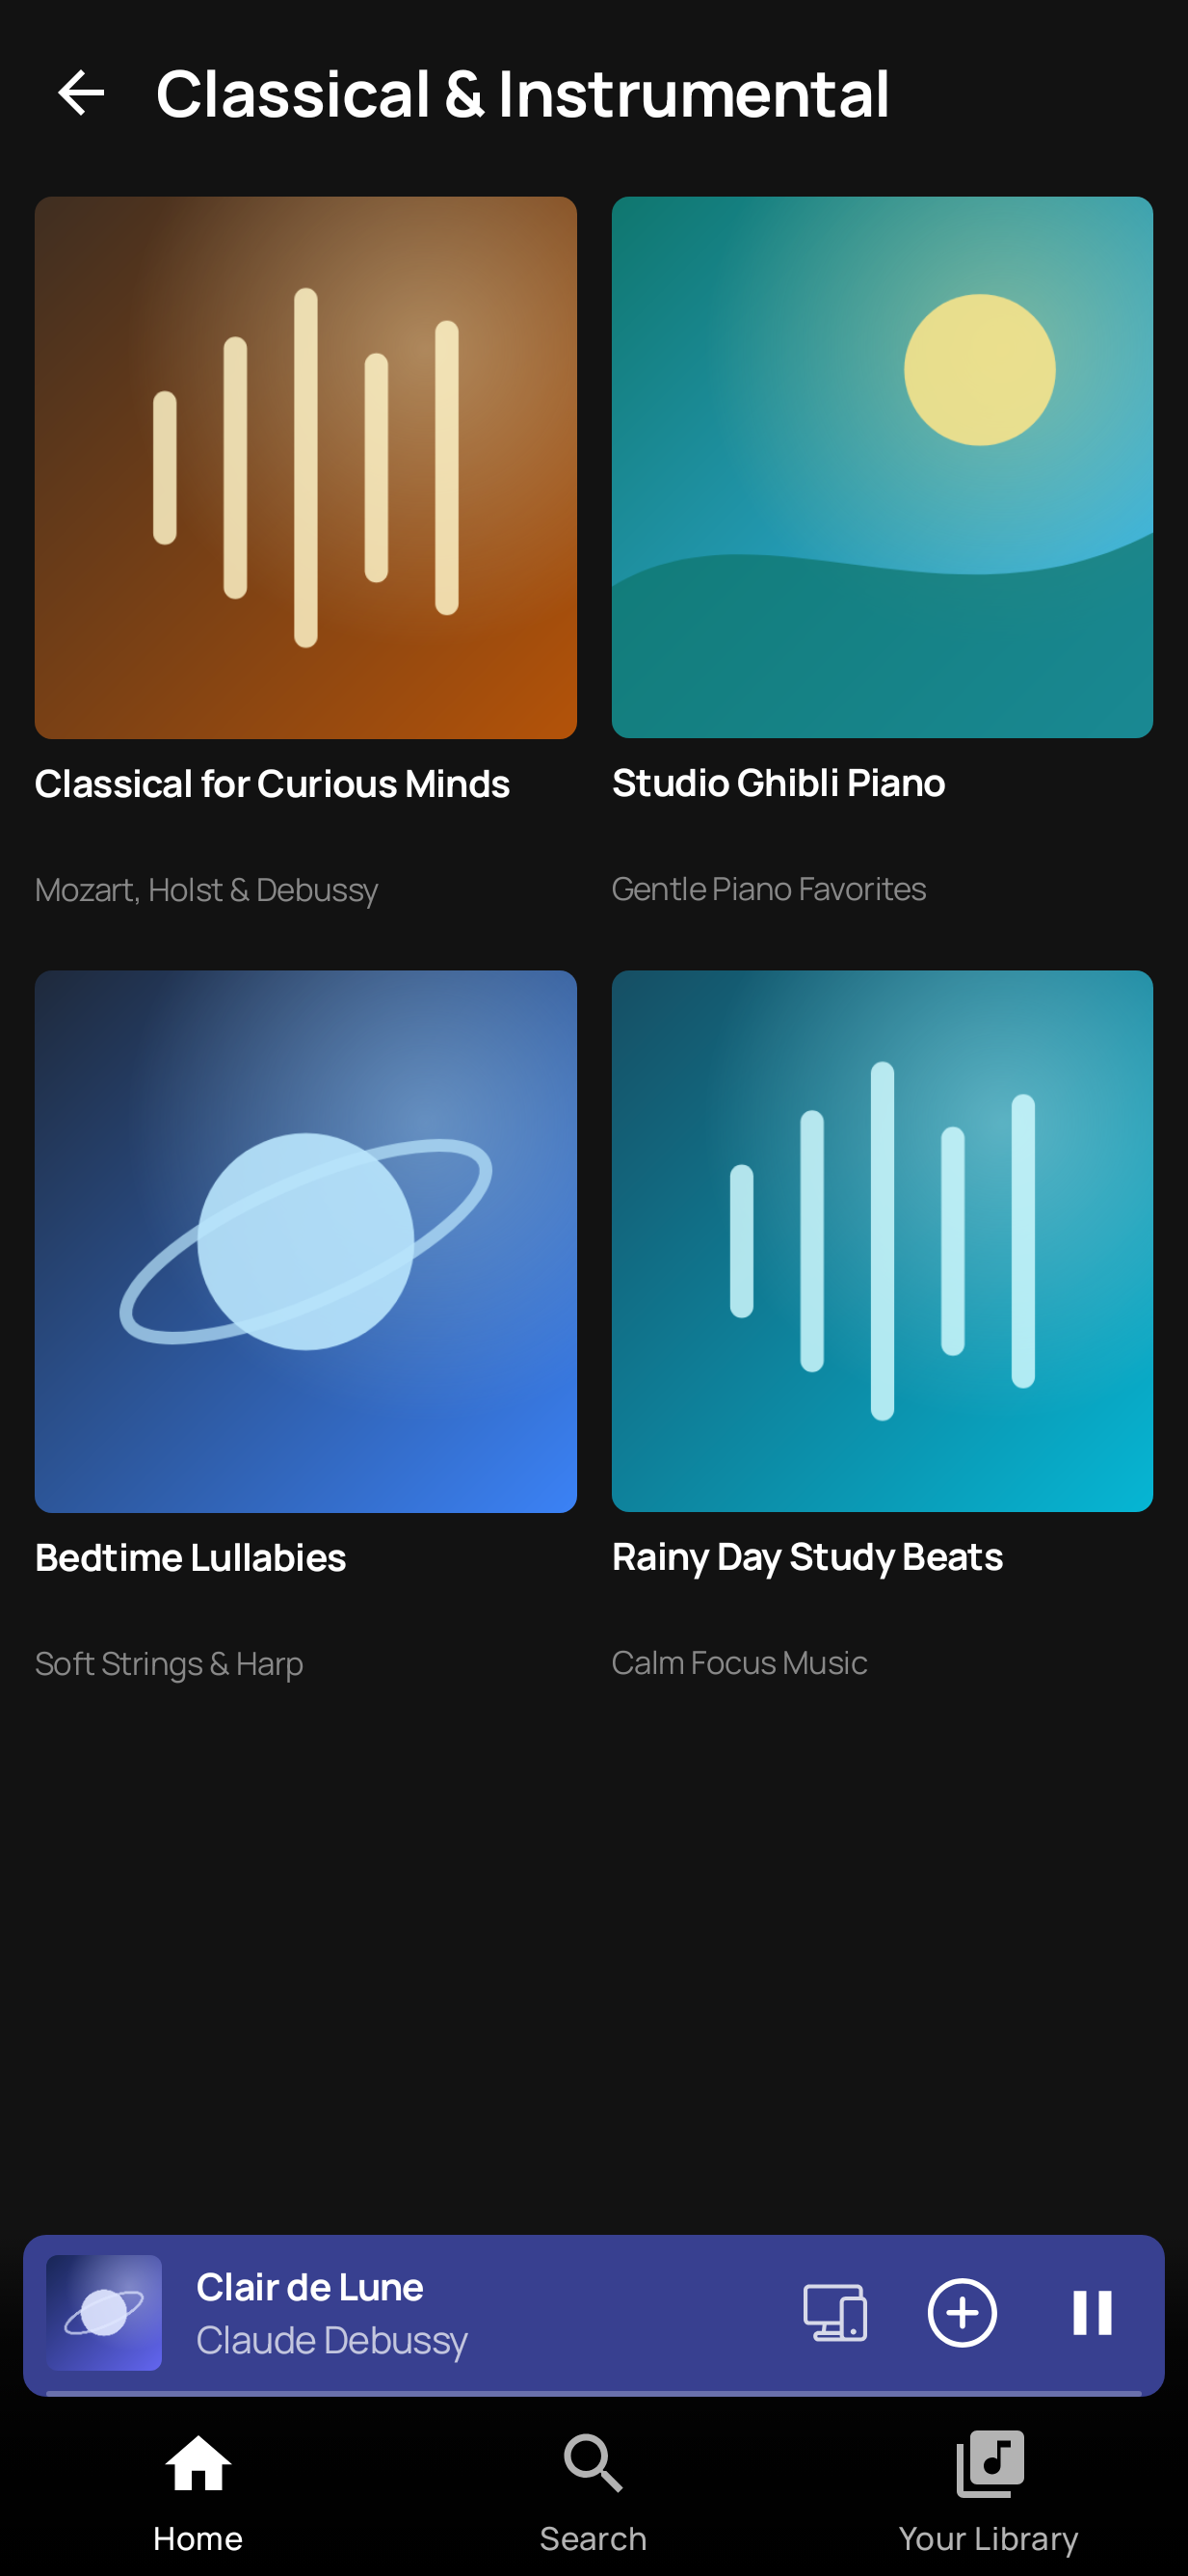 Classical & Instrumental
Classical for Curious Minds
Mozart, Holst & Debussy
Studio Ghibli Piano
Gentle Piano Favorites
Bedtime Lullabies
Soft Strings & Harp
Rainy Day Study Beats
Calm Focus Music
Clair de Lune
Claude Debussy
Home
Search
Your Library